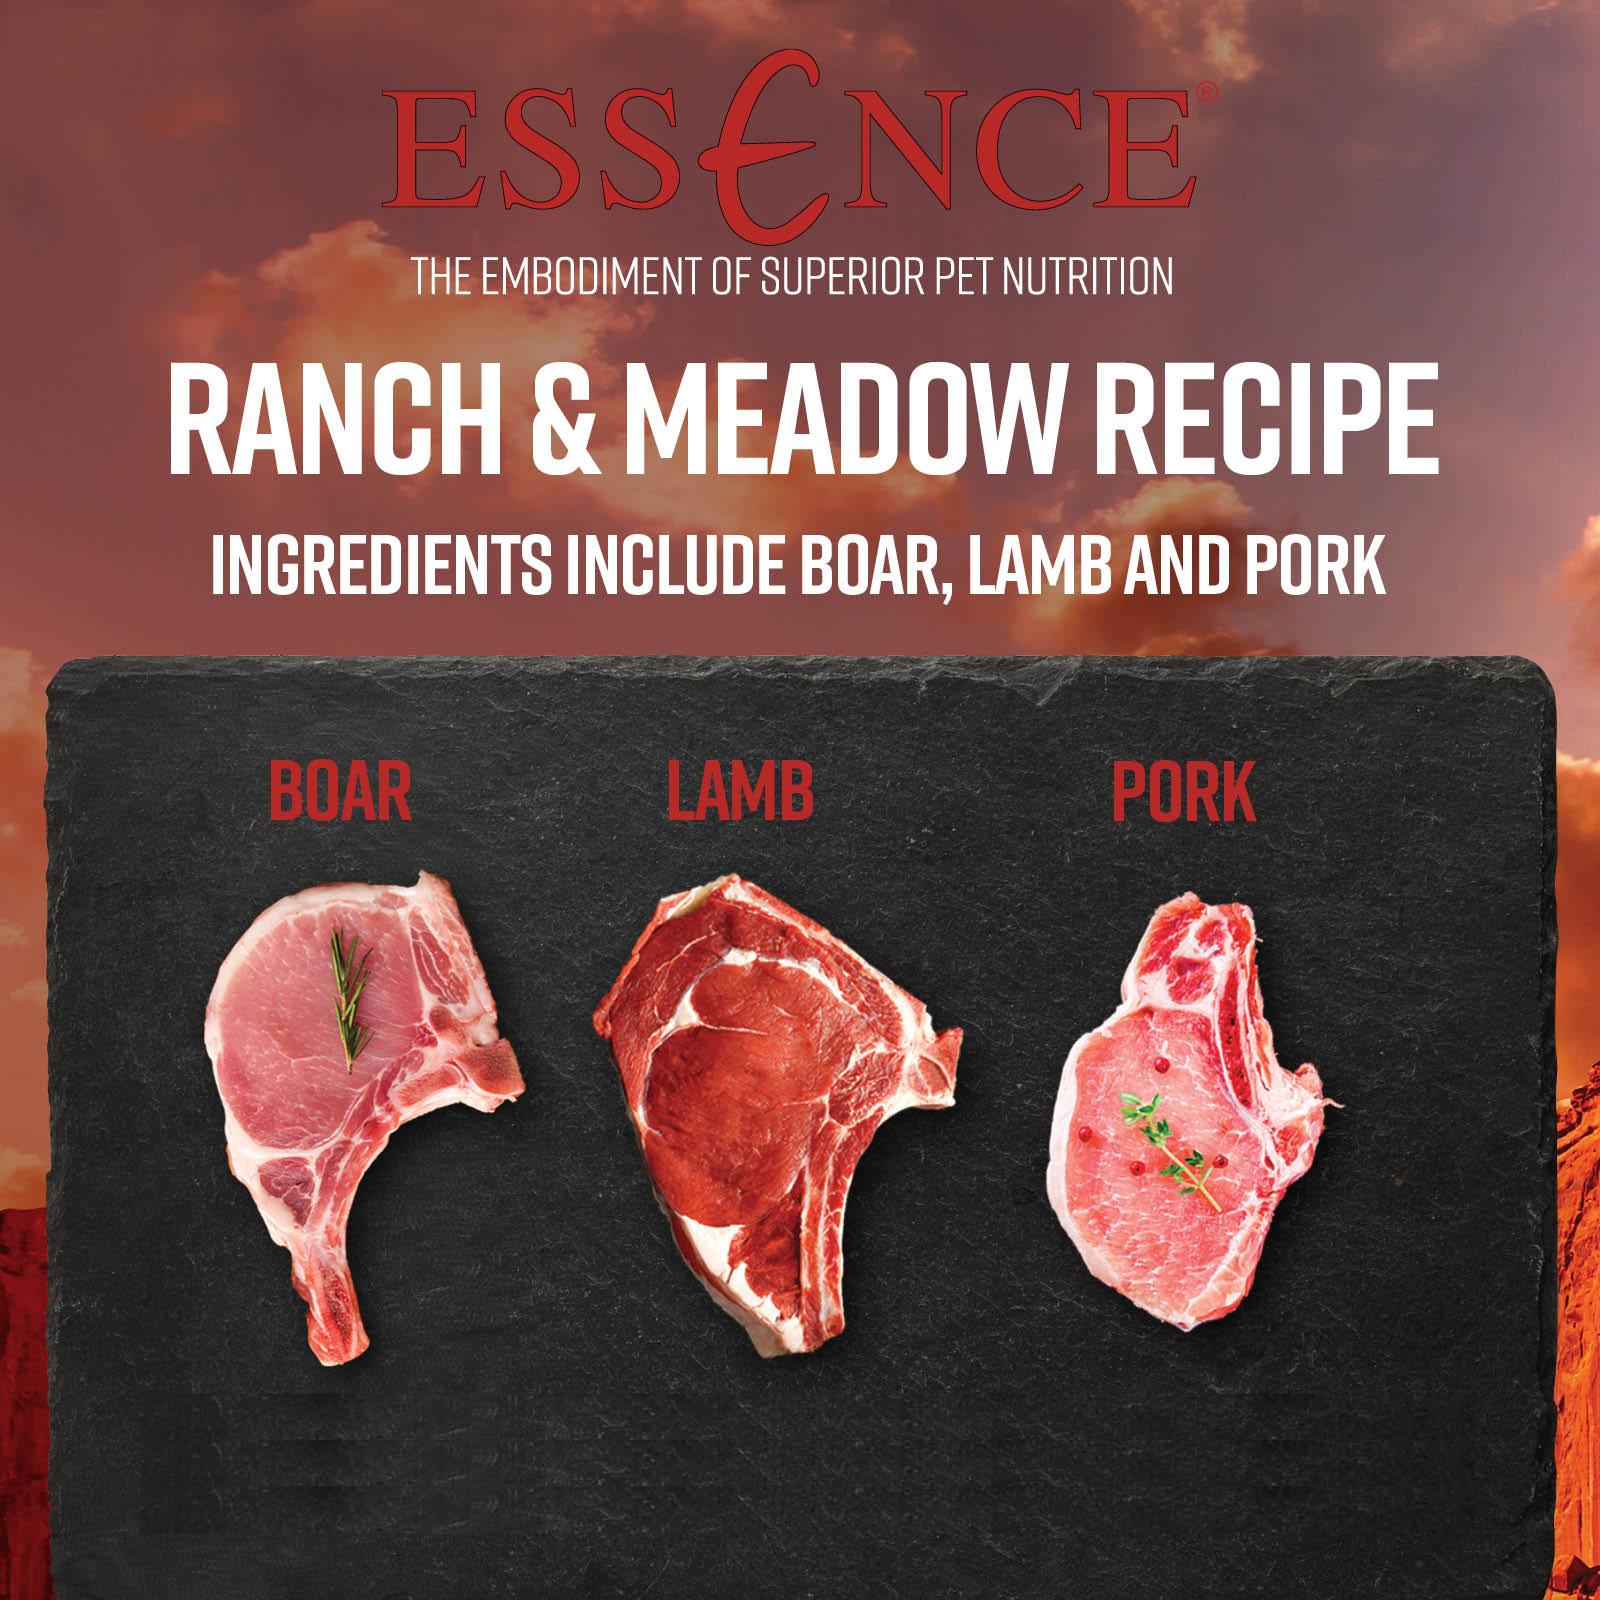 ESSENCE®
THE EMBODIMENT OF SUPERIOR PET NUTRITION
RANCH & MEADOW RECIPE
INGREDIENTS INCLUDE BOAR, LAMB AND PORK
BOAR LAMB PORK